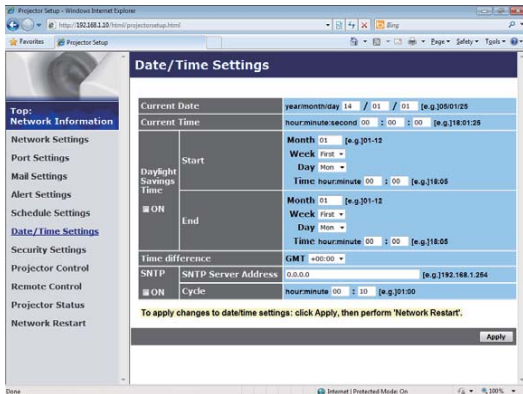 Projector Setup - Windows Internet Explorer
http://192.168.1.10/html/projectorsetup.html
Bing
Favorites Projector Setup Page Safety Tools
Date/Time Settings
Top:
Network Information
Network Settings
Port Settings
Mail Settings
Alert Settings
Schedule Settings
Date/Time Settings
Security Settings
Projector Control
Remote Control
Projector Status
Network Restart
Current Date year/month/day 14 / 01 / 01 [e.g.]05/01/25
Current Time hour:minute:second 00 : 00 : 00 [e.g.]18:01:25
Daylight Savings Time
ON
Start
Month 01 [e.g.]01-12
Week First
Day Mon
Time hour:minute 00 : 00 [e.g.]18:05
End
Month 01 [e.g.]01-12
Week First
Day Mon
Time hour:minute 00 : 00 [e.g.]18:05
Time difference GMT +00:00
SNTP
ON
SNTP Server Address 0.0.0.0 [e.g.]192.168.1.254
Cycle hour:minute 00 : 10 [e.g.]01:00
To apply changes to date/time settings: click Apply, then perform 'Network Restart'.
Apply
Done Internet | Protected Mode: On 100%